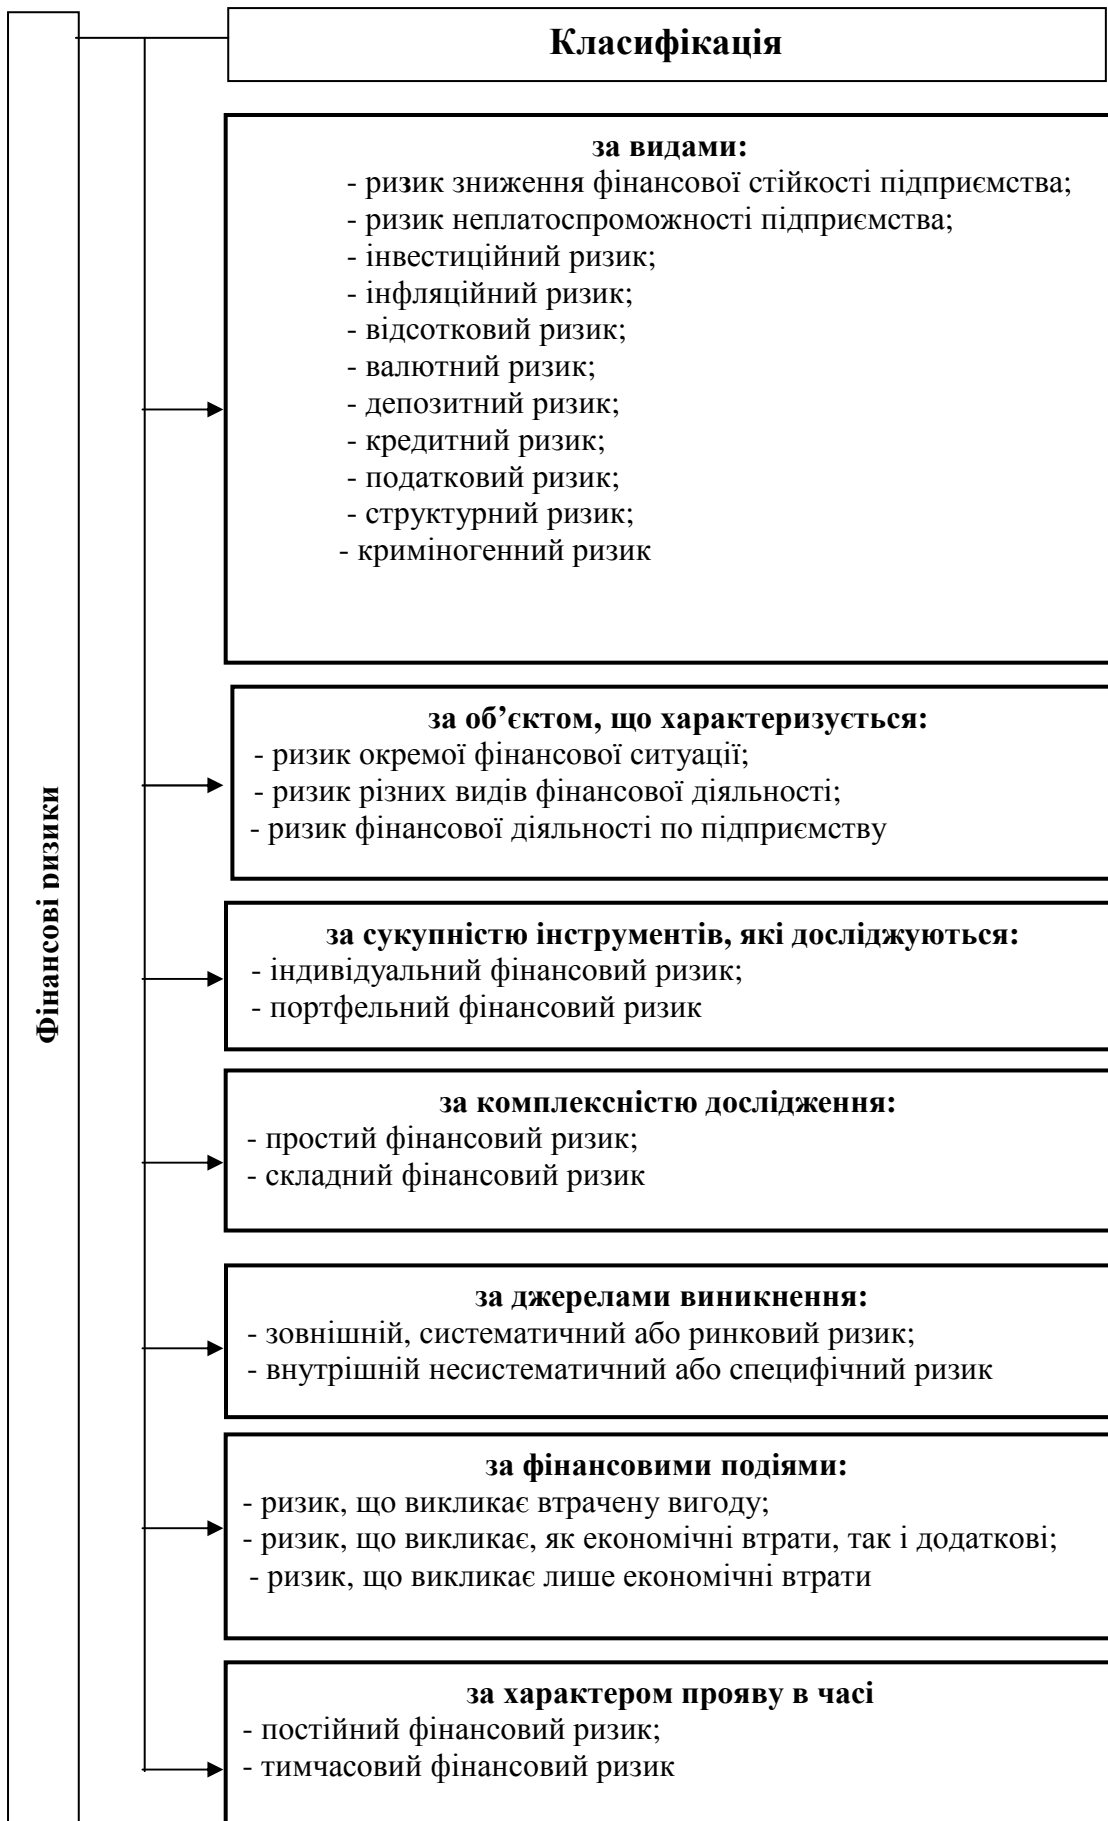 Класифікація
за видами:
- ризик зниження фінансової стійкості підприємства;
- ризик неплатоспроможності підприємства;
- інвестиційний ризик;
- інфляційний ризик;
- відсотковий ризик;
- валютний ризик;
- депозитний ризик;
- кредитний ризик;
- податковий ризик;
- структурний ризик;
- криміногенний ризик
за об’єктом, що характеризується:
- ризик окремої фінансової ситуації;
- ризик різних видів фінансової діяльності;
- ризик фінансової діяльності по підприємству
Фінансові ризики
за сукупністю інструментів, які досліджуються:
- індивідуальний фінансовий ризик;
- портфельний фінансовий ризик
за комплексністю дослідження:
- простий фінансовий ризик;
- складний фінансовий ризик
за джерелами виникнення:
- зовнішній, систематичний або ринковий ризик;
- внутрішній несистематичний або специфічний ризик
за фінансовими подіями:
- ризик, що викликає втрачену вигоду;
- ризик, що викликає, як економічні втрати, так і додаткові;
- ризик, що викликає лише економічні втрати
за характером прояву в часі
- постійний фінансовий ризик;
- тимчасовий фінансовий ризик